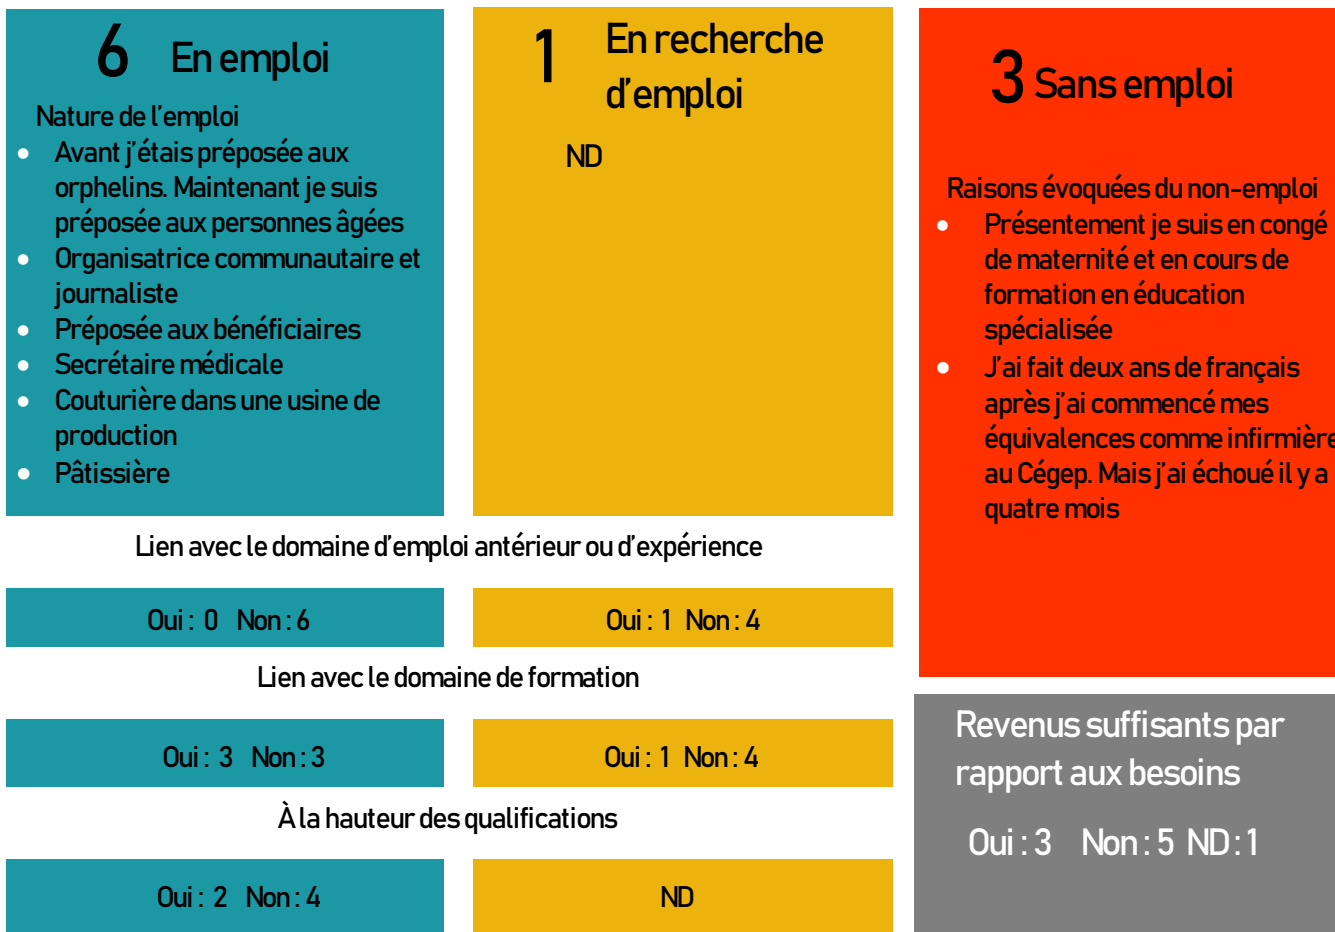 6 En emploi
Nature de l'emploi
• Avant j'étais préposée aux
orphelins. Maintenant je suis
préposée aux personnes âgées
• Organisatrice communautaire et
journaliste
• Préposée aux bénéficiaires
• Secrétaire médicale
• Couturière dans une usine de
production
• Pâtissière
1 En recherche
d'emploi
ND
3 Sans emploi
Raisons évoquées du non-emploi
• Présentement je suis en congé
de maternité et en cours de
formation en éducation
spécialisée
• J'ai fait deux ans de français
après j'ai commencé mes
équivalences comme infirmière
au Cégep. Mais j'ai échoué il y a
quatre mois
Lien avec le domaine d'emploi antérieur ou d'expérience
Oui : 0 Non : 6
Oui : 1 Non : 4
Lien avec le domaine de formation
Oui : 3 Non : 3
Oui : 1 Non : 4
À la hauteur des qualifications
Oui : 2 Non : 4
ND
Revenus suffisants par
rapport aux besoins
Oui : 3 Non : 5 ND : 1